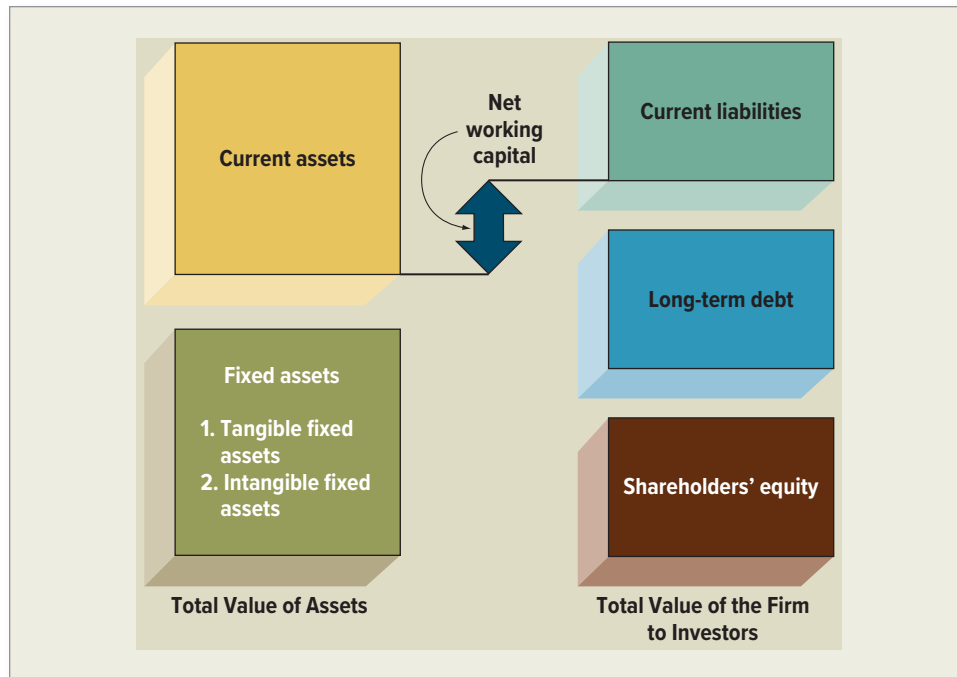 Current assets
Net
working
capital
Current liabilities
Long-term debt
Fixed assets
1. Tangible fixed
assets
2. Intangible fixed
assets
Shareholders’ equity
Total Value of Assets
Total Value of the Firm
to Investors